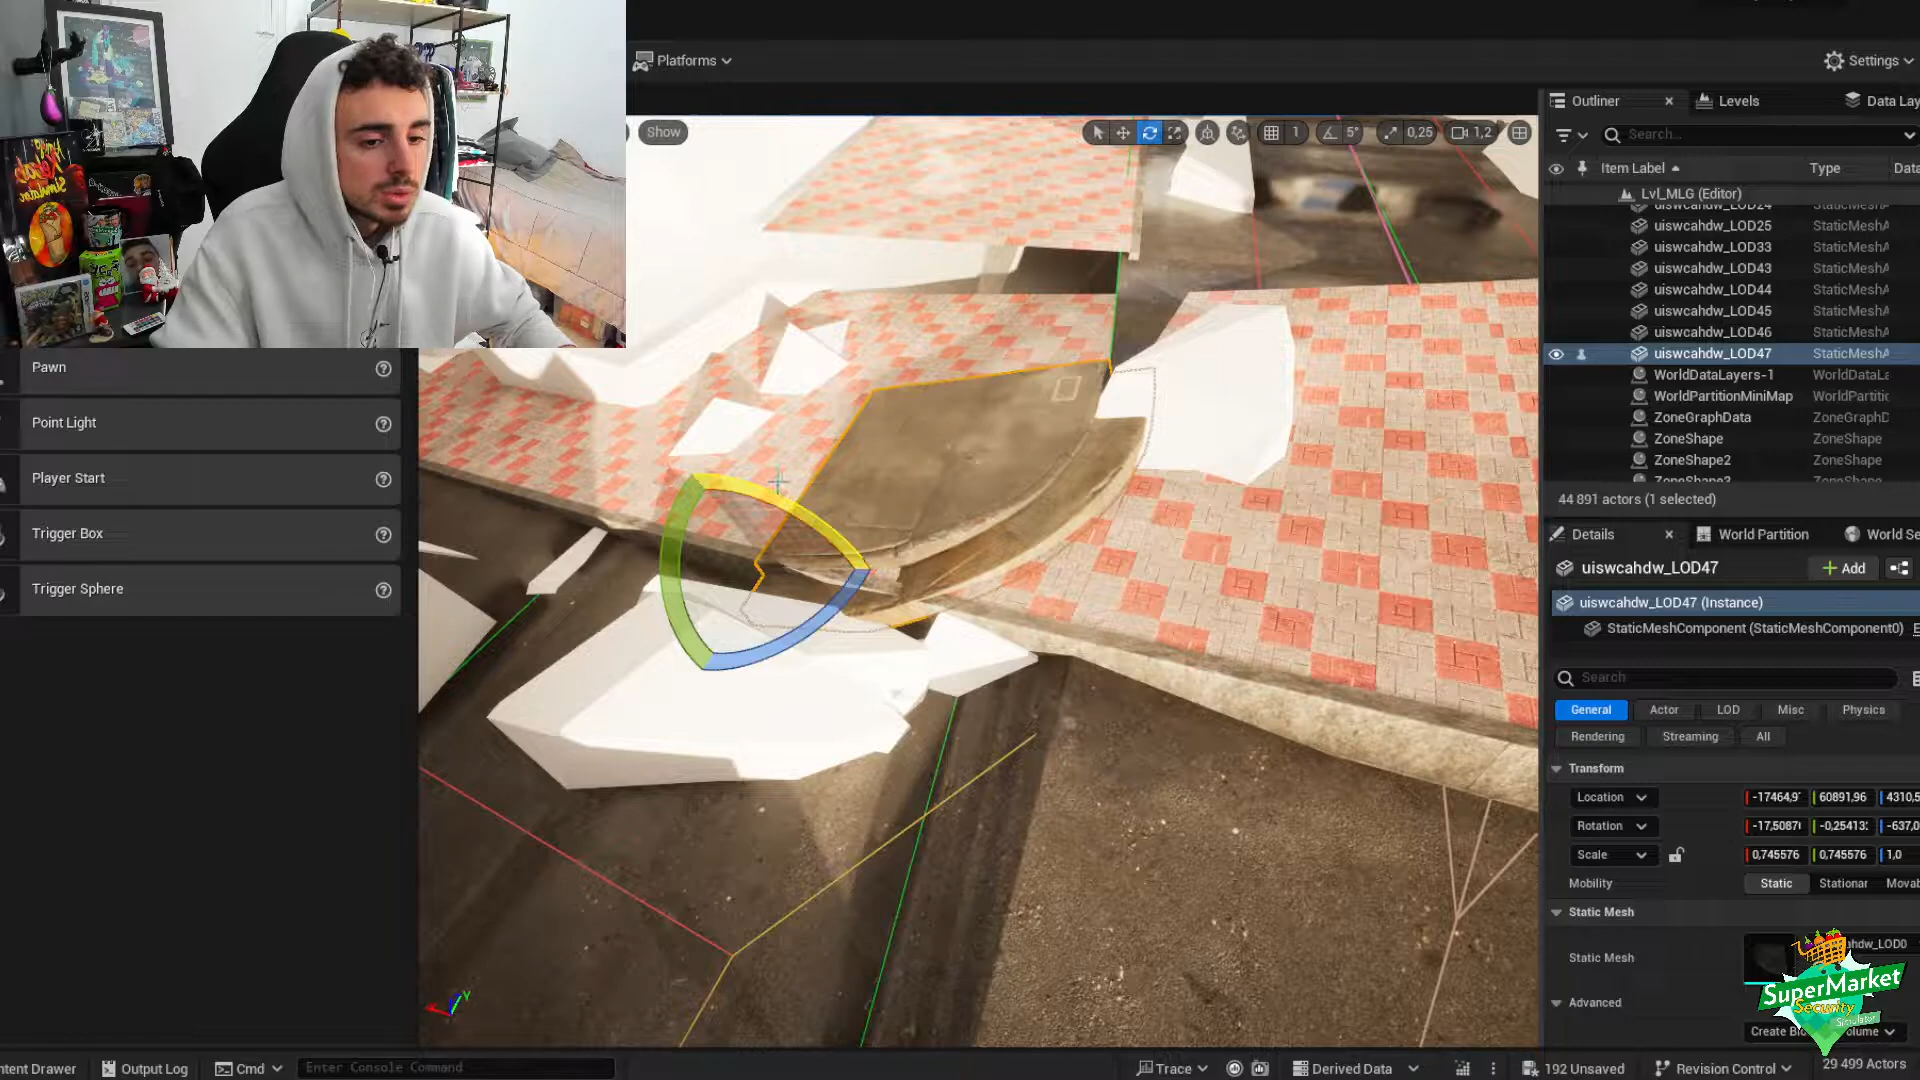 Platforms
Settings
Show
1
5°
0,25
1,2
Outliner
Levels
Data Lay
Search...
Item Label
Type
Data
Lvl_MLG (Editor)
uiswcahdw_LOD24
StaticMeshA
uiswcahdw_LOD25
StaticMeshA
uiswcahdw_LOD33
StaticMeshA
uiswcahdw_LOD43
StaticMeshA
uiswcahdw_LOD44
StaticMeshA
uiswcahdw_LOD45
StaticMeshA
uiswcahdw_LOD46
StaticMeshA
uiswcahdw_LOD47
StaticMeshA
WorldDataLayers-1
WorldDataLa
WorldPartitionMiniMap
WorldPartitic
ZoneGraphData
ZoneGraphD
ZoneShape
ZoneShape
ZoneShape2
ZoneShape
44 891 actors (1 selected)
Pawn
Point Light
Player Start
Trigger Box
Trigger Sphere
Details
World Partition
World Se
uiswcahdw_LOD47
+ Add
uiswcahdw_LOD47 (Instance)
StaticMeshComponent (StaticMeshComponent0)
Search
General
Actor
LOD
Misc
Physics
Rendering
Streaming
All
Transform
Location
-17464,9
60891,96
4310,5
Rotation
-17,5087
-0,25413
-637,0
Scale
0,745576
0,745576
1,0
Mobility
Static
Stationar
Movab
Static Mesh
Static Mesh
ahdw_LOD0
Advanced
SuperMarket
Security
Simulator
Y
ntent Drawer
Output Log
Cmd
Enter Console Command
Trace
Derived Data
192 Unsaved
Revision Control
29 499 Actors